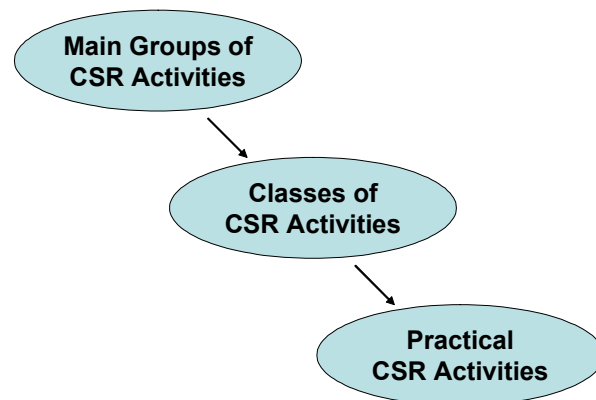 Main Groups of
CSR Activities
Classes of
CSR Activities
Practical
CSR Activities